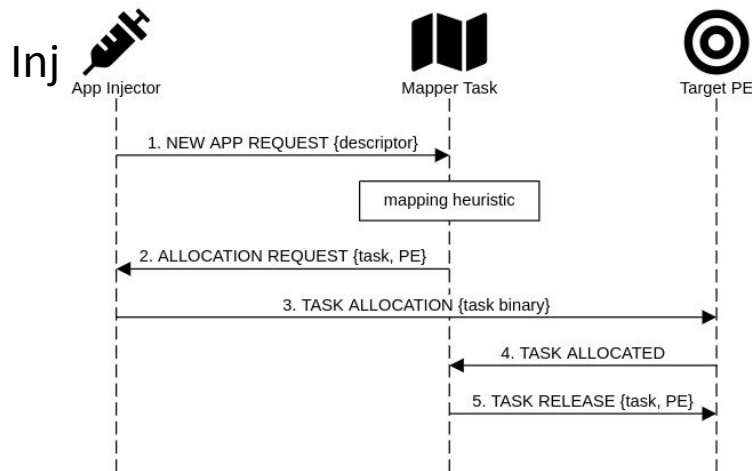 Inj
App Injector
Mapper Task
Target PE
1. NEW APP REQUEST {descriptor}
mapping heuristic
2. ALLOCATION REQUEST {task, PE}
3. TASK ALLOCATION {task binary}
4. TASK ALLOCATED
5. TASK RELEASE {task, PE}